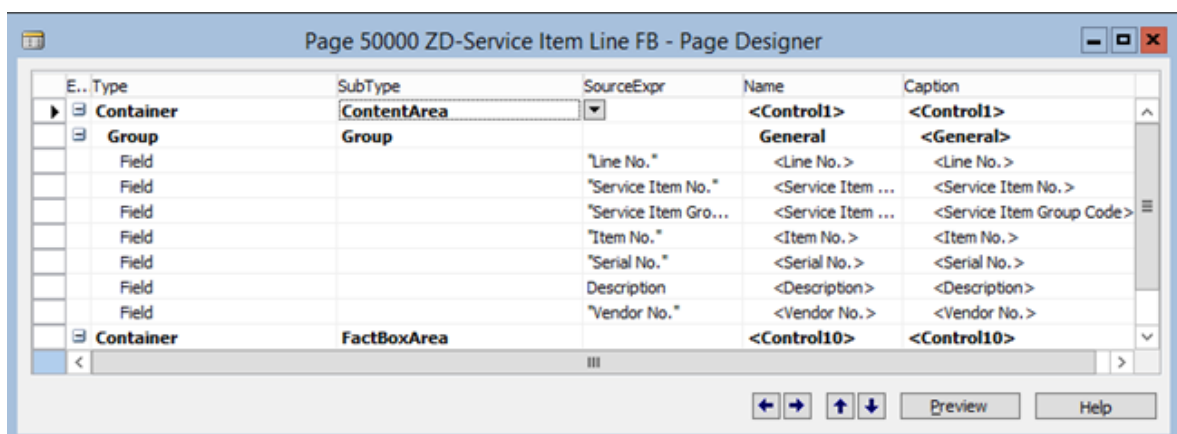 Page 50000 ZD-Service Item Line FB - Page Designer
E.. Type SubType SourceExpr Name Caption
Container ContentArea <Control1> <Control1>
Group Group General <General>
Field "Line No." <Line No.> <Line No.>
Field "Service Item No." <Service Item ... <Service Item No.>
Field "Service Item Gro... <Service Item ... <Service Item Group Code>
Field "Item No." <Item No.> <Item No.>
Field "Serial No." <Serial No.> <Serial No.>
Field Description <Description> <Description>
Field "Vendor No." <Vendor No.> <Vendor No.>
Container FactBoxArea <Control10> <Control10>
Preview Help